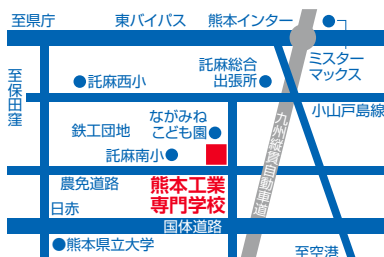 至県庁
東バイパス
熊本インター
ミスター
マックス
至保田窪
託麻西小
託麻総合
出張所
小山戸島線
鉄工団地
ながみね
こども園
託麻南小
九州縦貫自動車道
農免道路
熊本工業
専門学校
日赤
国体道路
熊本県立大学
至空港